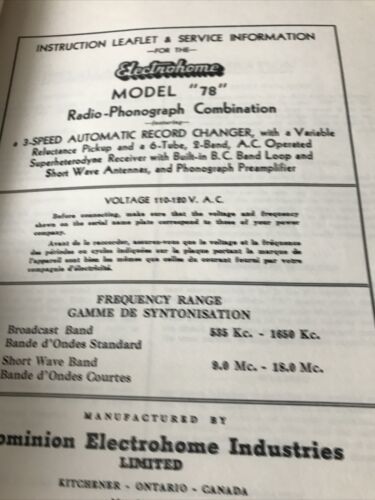 INSTRUCTION LEAFLET & SERVICE INFORMATION
—FOR THE—
Electrohome
MODEL "78"
Radio-Phonograph Combination
—featuring—
• 3-SPEED AUTOMATIC RECORD CHANGER, with a Variable
Reluctance Pickup and a 6-Tube, 2-Band, A.C. Operated
Superheterodyne Receiver with Built-in B.C. Band Loop and
Short Wave Antennas, and Phonograph Preamplifier
VOLTAGE 110-120 V. A.C.
Before connecting, make sure that the voltage and frequency
shown on the serial name plate correspond to those of your power
company.
Avant de la raccorder, assurez-vous que le voltage et la fréquence
des périodes ou cycles indiquées sur la plaque portant la marque de
l'appareil sont bien les mêmes que celles du courant fourni par votre
compagnie d'électricité.
FREQUENCY RANGE
GAMME DE SYNTONISATION
Broadcast Band 535 Kc. - 1650 Kc.
Bande d'Ondes Standard
Short Wave Band 9.0 Mc. - 18.0 Mc.
Bande d'Ondes Courtes
MANUFACTURED BY
ominion Electrohome Industries
LIMITED
KITCHENER - ONTARIO - CANADA